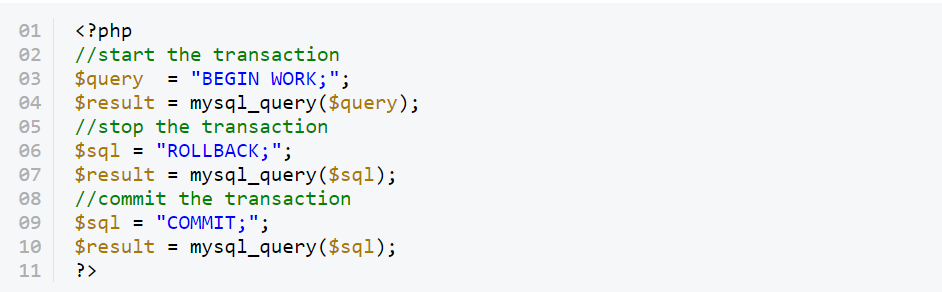 01 <?php
02 //start the transaction
03 $query  = "BEGIN WORK;";
04 $result = mysql_query($query);
05 //stop the transaction
06 $sql = "ROLLBACK;";
07 $result = mysql_query($sql);
08 //commit the transaction
09 $sql = "COMMIT;";
10 $result = mysql_query($sql);
11 ?>